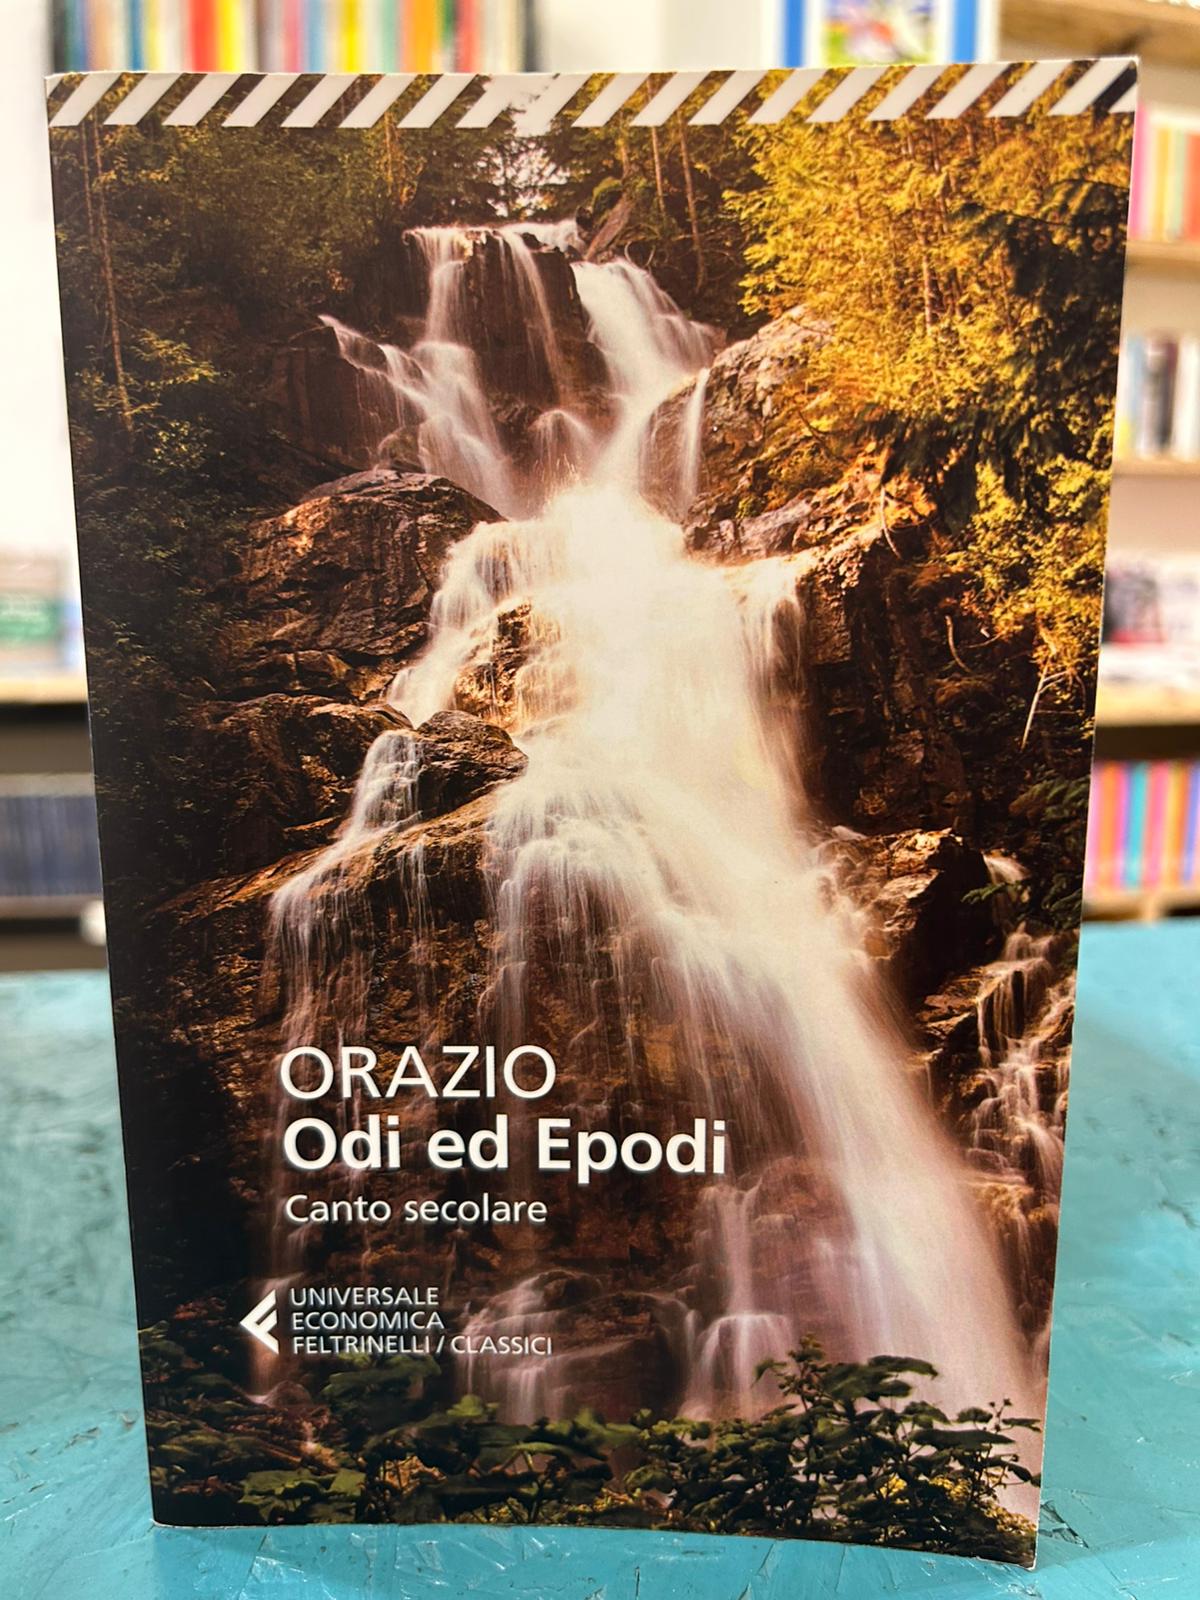 ORAZIO
Odi ed Epodi
Canto secolare
UNIVERSALE
ECONOMICA
FELTRINELLI / CLASSICI